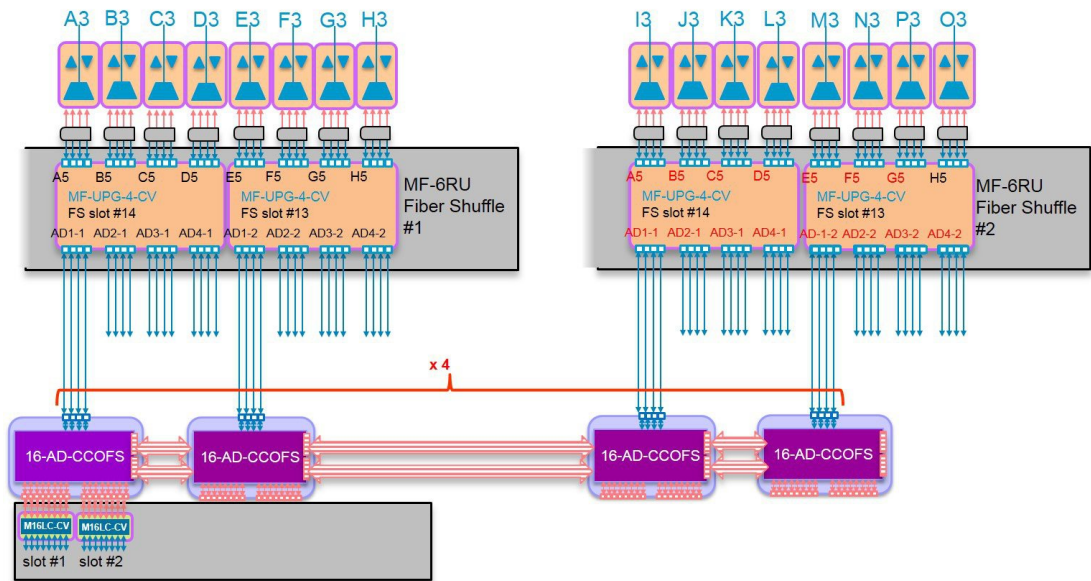 A3 B3 C3 D3 E3 F3 G3 H3
I3 J3 K3 L3 M3 N3 P3 O3
A5 B5 C5 D5 E5 F5 G5 H5
MF-UPG-4-CV
FS slot #14
MF-UPG-4-CV
FS slot #13
AD1-1 AD2-1 AD3-1 AD4-1 AD1-2 AD2-2 AD3-2 AD4-2
MF-6RU
Fiber Shuffle
#1
A5 B5 C5 D5 E5 F5 G5 H5
MF-UPG-4-CV
FS slot #14
MF-UPG-4-CV
FS slot #13
AD1-1 AD2-1 AD3-1 AD4-1 AD1-2 AD2-2 AD3-2 AD4-2
MF-6RU
Fiber Shuffle
#2
x 4
16-AD-CCOFS
16-AD-CCOFS
16-AD-CCOFS
16-AD-CCOFS
M16LC-CV
M16LC-CV
slot #1
slot #2